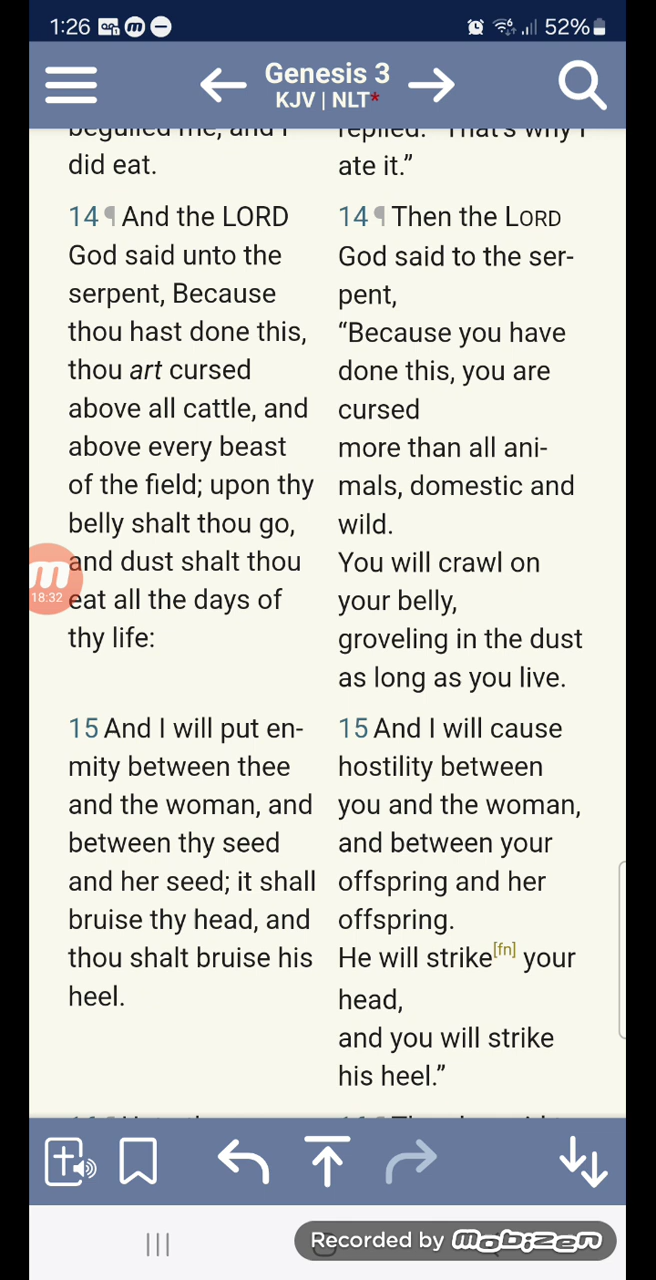 1:26
52%
Genesis 3
KJV | NLT*
beguiled me, and I
did eat.
14 ¶ And the LORD
God said unto the
serpent, Because
thou hast done this,
thou art cursed
above all cattle, and
above every beast
of the field; upon thy
belly shalt thou go,
and dust shalt thou
eat all the days of
thy life:
15 And I will put en-
mity between thee
and the woman, and
between thy seed
and her seed; it shall
bruise thy head, and
thou shalt bruise his
heel.
replied. "That's why I
ate it.”
14 ¶ Then the LORD
God said to the ser-
pent,
“Because you have
done this, you are
cursed
more than all ani-
mals, domestic and
wild.
You will crawl on
your belly,
groveling in the dust
as long as you live.
15 And I will cause
hostility between
you and the woman,
and between your
offspring and her
offspring.
He will strike[fn] your
head,
and you will strike
his heel.”
18:32
Recorded by mobizen